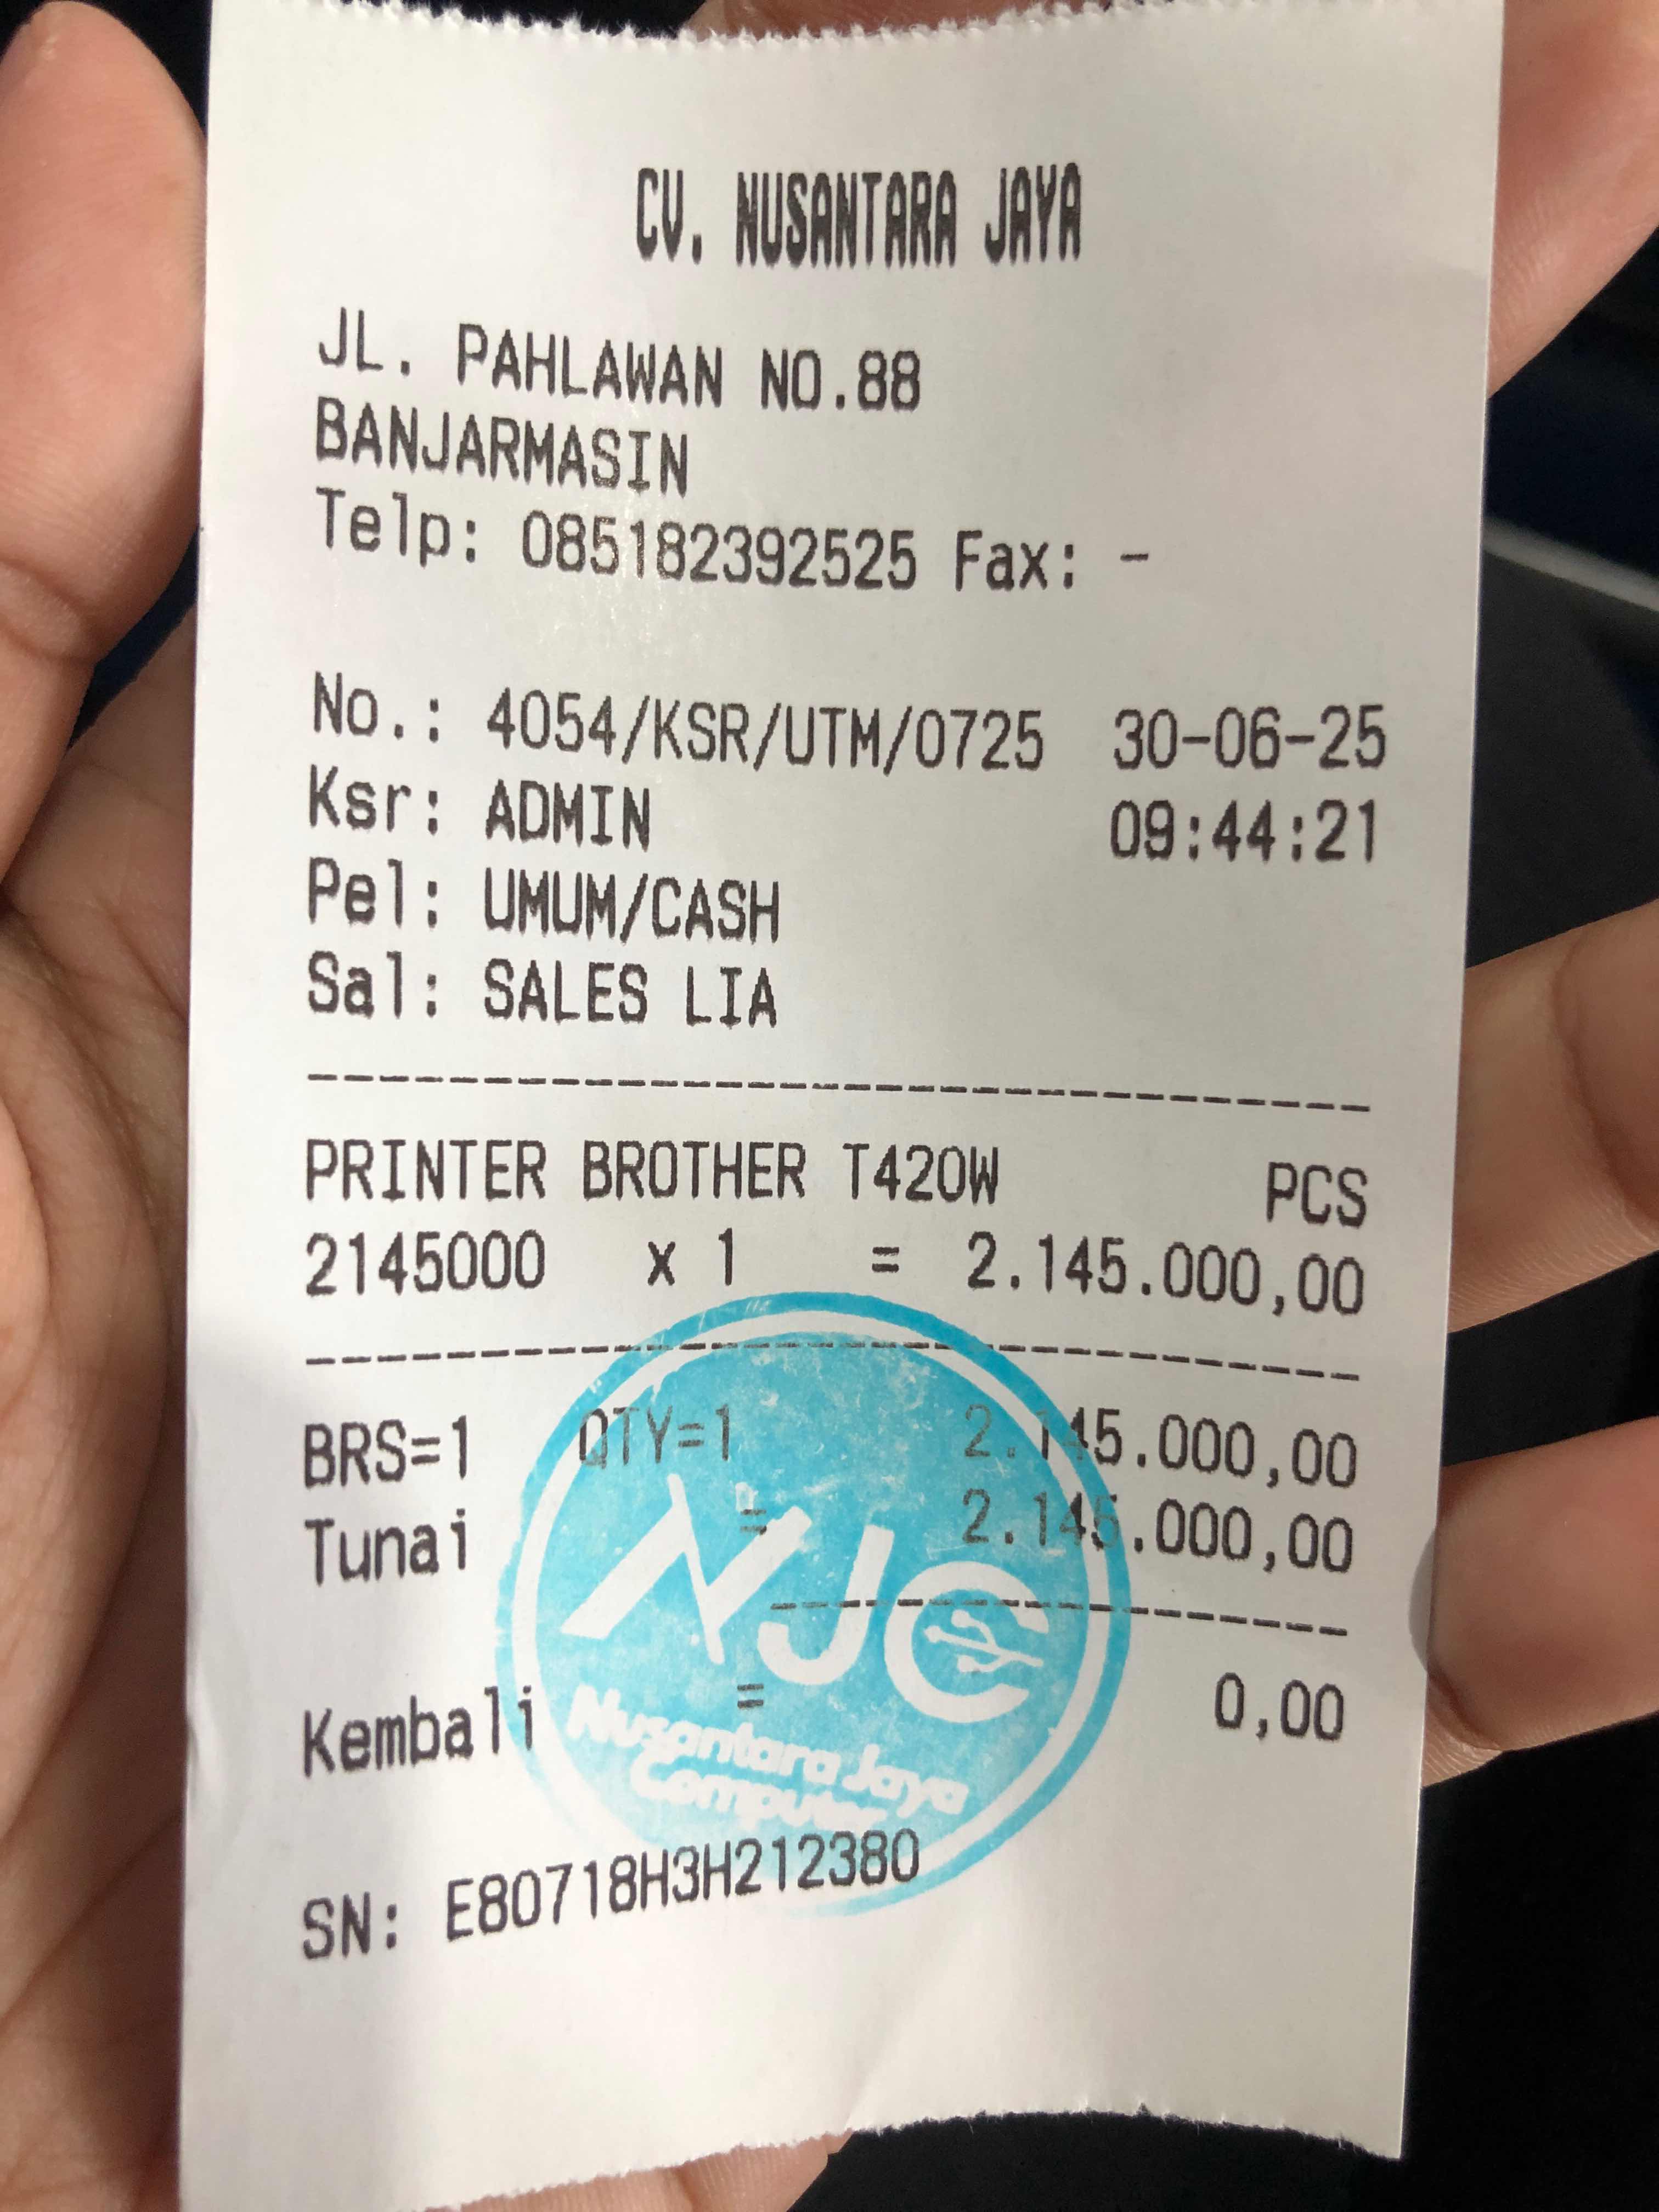 CV. NUSANTARA JAYA
JL. PAHLAWAN NO.88
BANJARMASIN
Telp: 085182392525 Fax: -
No.: 4054/KSR/UTM/0725 30-06-25
Ksr: ADMIN 09:44:21
Pel: UMUM/CASH
Sal: SALES LIA
PRINTER BROTHER T420W PCS
2145000 x 1 = 2.145.000,00
BRS=1 QTY=1 2.145.000,00
Tunai = 2.145.000,00
Kembali = 0,00
NJC
Nusantara Jaya
Computer
SN: E80718H3H212380